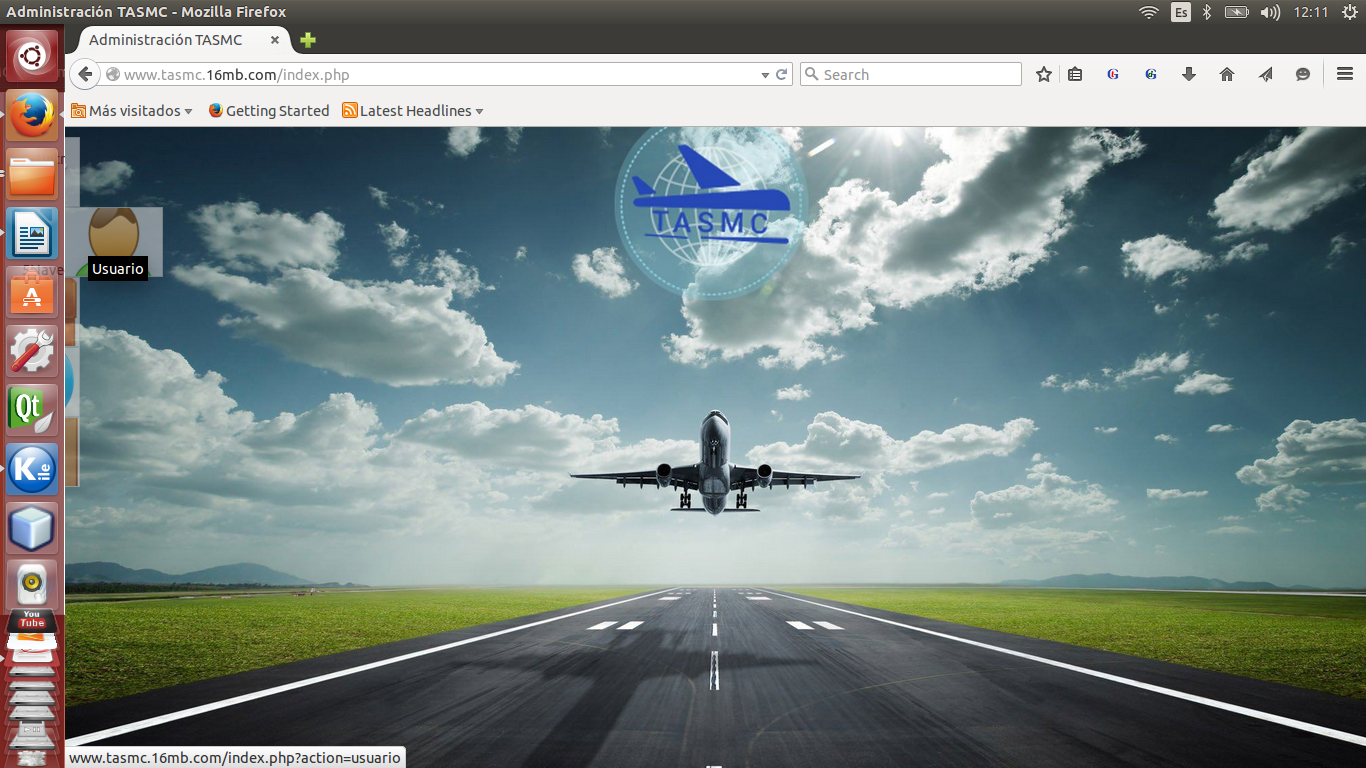 Administración TASMC - Mozilla Firefox
Es
12:11
Administración TASMC
www.tasmc.16mb.com/index.php
Search
Más visitados
Getting Started
Latest Headlines
TASMC
Usuario
Qt
Kile
You
Tube
www.tasmc.16mb.com/index.php?action=usuario